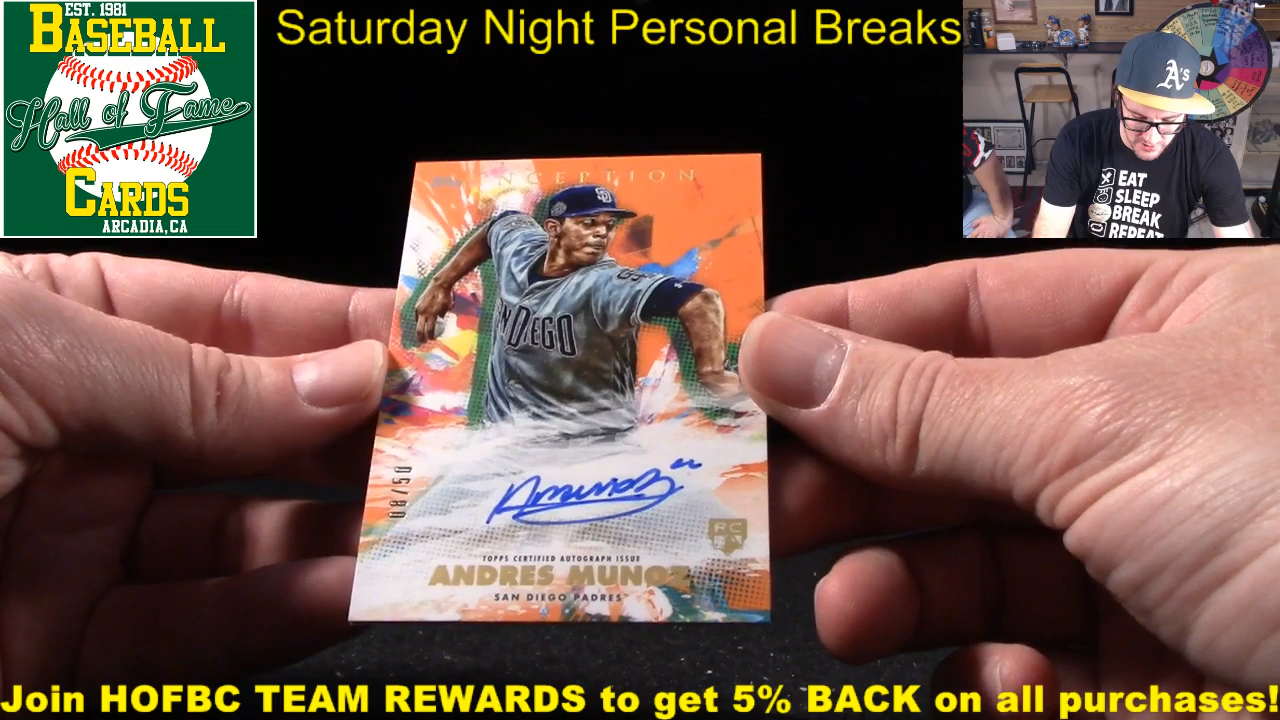 EST. 1981
BASEBALL
Hall of Fame
CARDS
ARCADIA, CA
Saturday Night Personal Breaks
A's
EAT
SLEEP
BREAK
REPEAT
INCEPTION
SD
SAN DIEGO
08/50
RC
TOPPS CERTIFIED AUTOGRAPH ISSUE
ANDRES MUNOZ
SAN DIEGO PADRES
Join HOFBC TEAM REWARDS to get 5% BACK on all purchases!